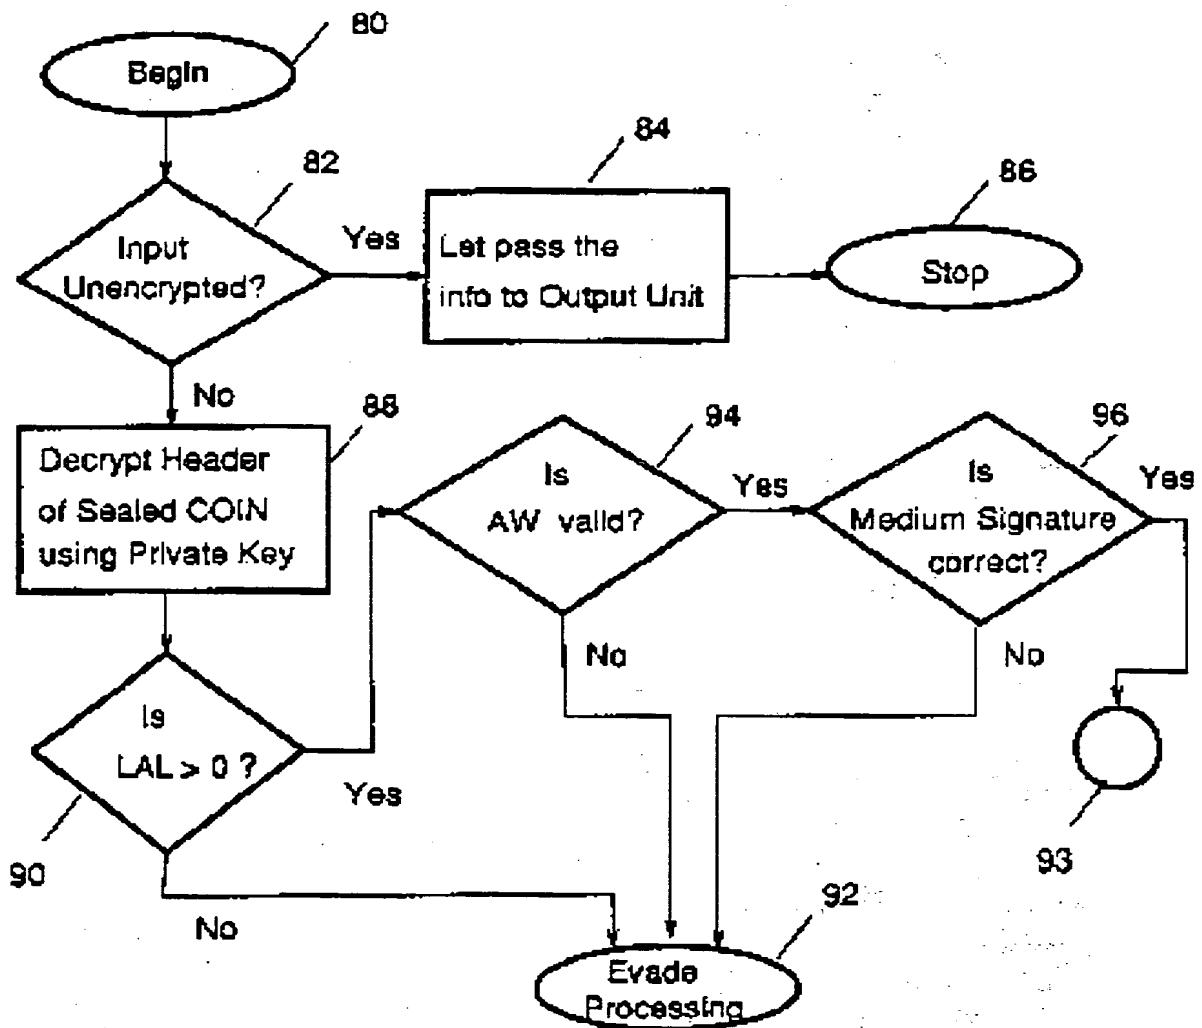 80
Begin
84
82
86
Input
Unencrypted?
Yes
Let pass the
info to Output Unit
Stop
No
88
Decrypt Header
of Sealed COIN
using Private Key
94
Is
AW valid?
Yes
96
Is
Medium Signature
correct?
Yes
No
No
Is
LAL > 0 ?
Yes
90
No
93
92
Evade
Processing